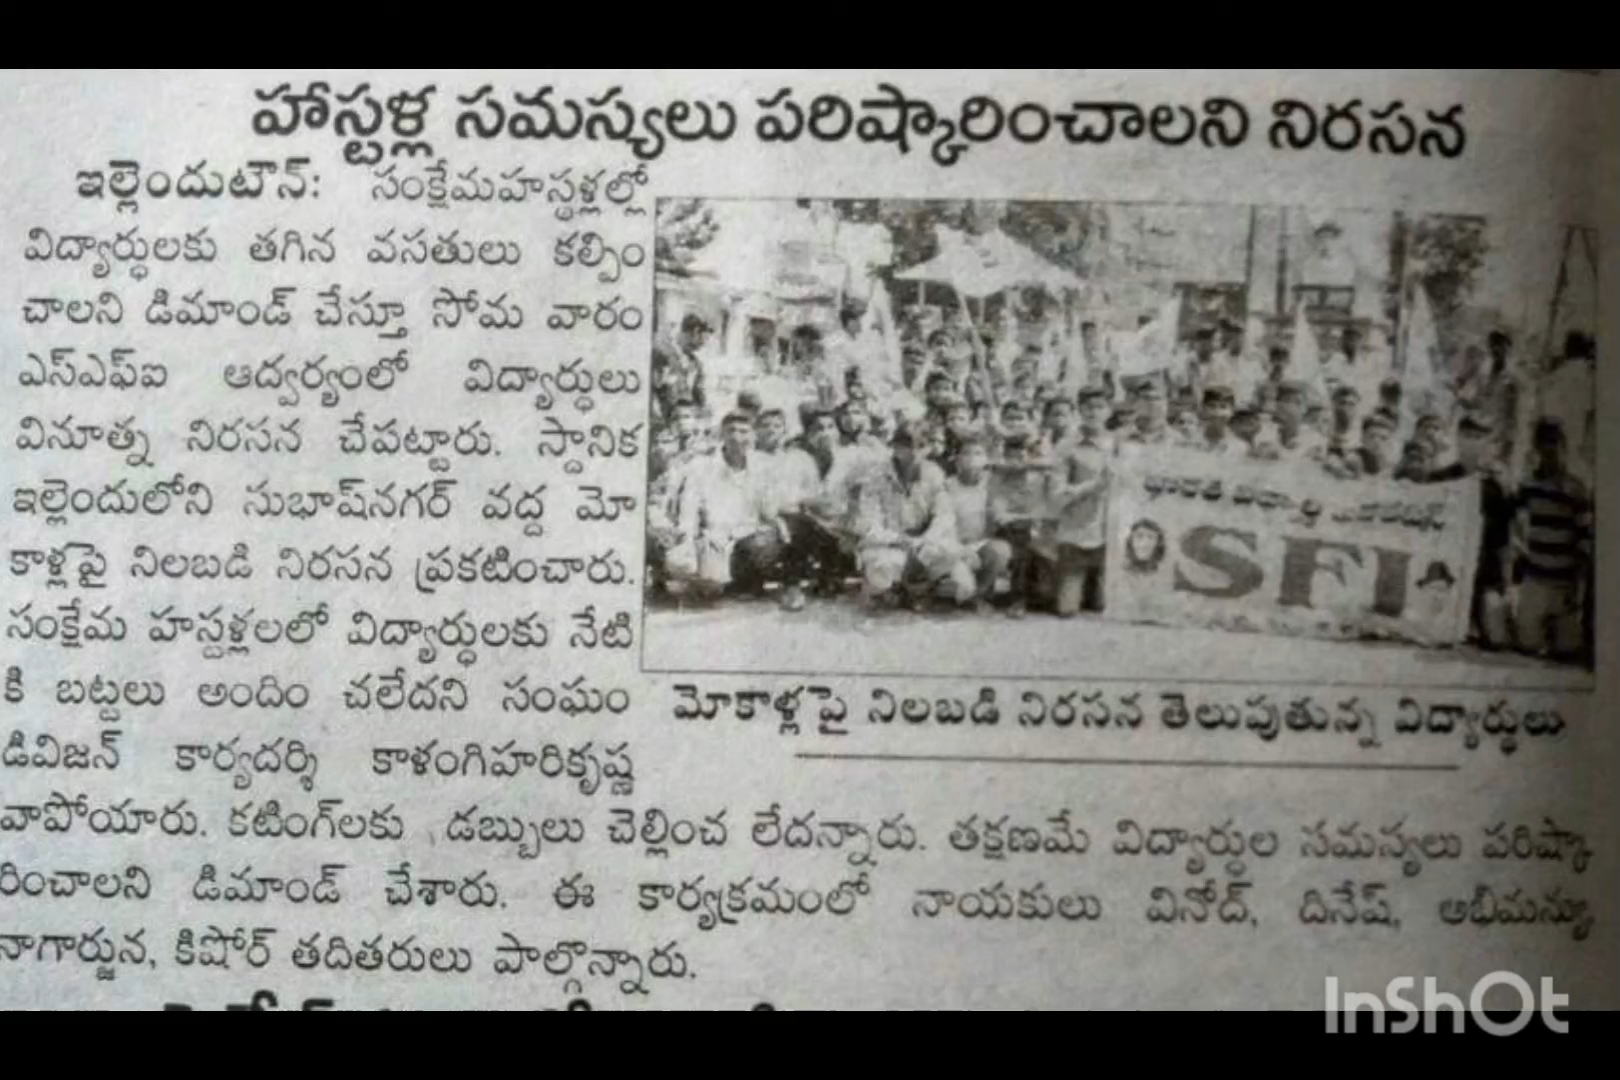 హాస్టళ్ల సమస్యలు పరిష్కారించాలని నిరసన
ఇల్లెందుటౌన్: సంక్షేమహస్టళ్లల్లో
విద్యార్ధులకు తగిన వసతులు కల్పిం
చాలని డిమాండ్ చేస్తూ సోమ వారం
ఎస్ఎఫ్ఐ ఆద్వర్యంలో విద్యార్ధులు
వినూత్న నిరసన చేపట్టారు. స్దానిక
ఇల్లెందులోని సుభాష్‌నగర్ వద్ద మో
కాళ్లపై నిలబడి నిరసన ప్రకటించారు.
సంక్షేమ హస్టళ్లలలో విద్యార్ధులకు నేటి
కి బట్టలు అందిం చలేదని సంఘం
డివిజన్ కార్యదర్శి కాళంగిహరికృష్ణ
వాపోయారు. కటింగ్‌లకు డబ్బులు చెల్లించ లేదన్నారు. తక్షణమే విద్యార్ధుల సమస్యలు పరిష్కా
రించాలని డిమాండ్ చేశారు. ఈ కార్యక్రమంలో నాయకులు వినోద్, దినేష్, అభిమన్యూ
నాగార్జున, కిషోర్ తదితరులు పాల్గొన్నారు.
SFI
మోకాళ్లపై నిలబడి నిరసన తెలుపుతున్న విద్యార్ధులు
InShOt